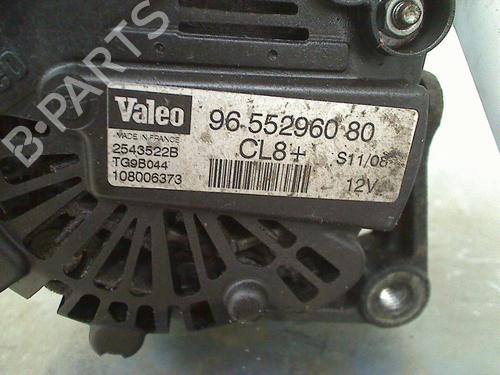 Valeo
MADE IN FRANCE
2543522B
TG9B044
108006373
96 552960 80
CL8+
S11/08
12V
B-PARTS